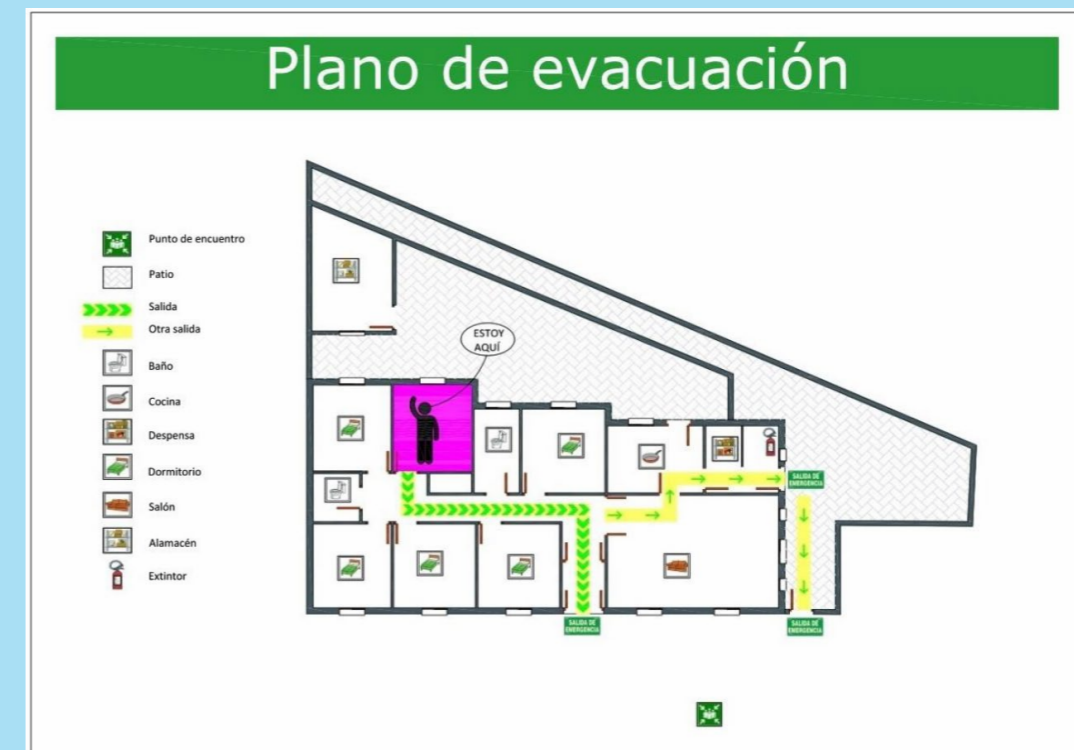 Plano de evacuación
Punto de encuentro
Patio
Salida
Otra salida
Baño
Cocina
Despensa
Dormitorio
Salón
Alamacén
Extintor
ESTOY
AQUÍ
SALIDA DE
EMERGENCIA
SALIDA DE
EMERGENCIA
SALIDA DE
EMERGENCIA